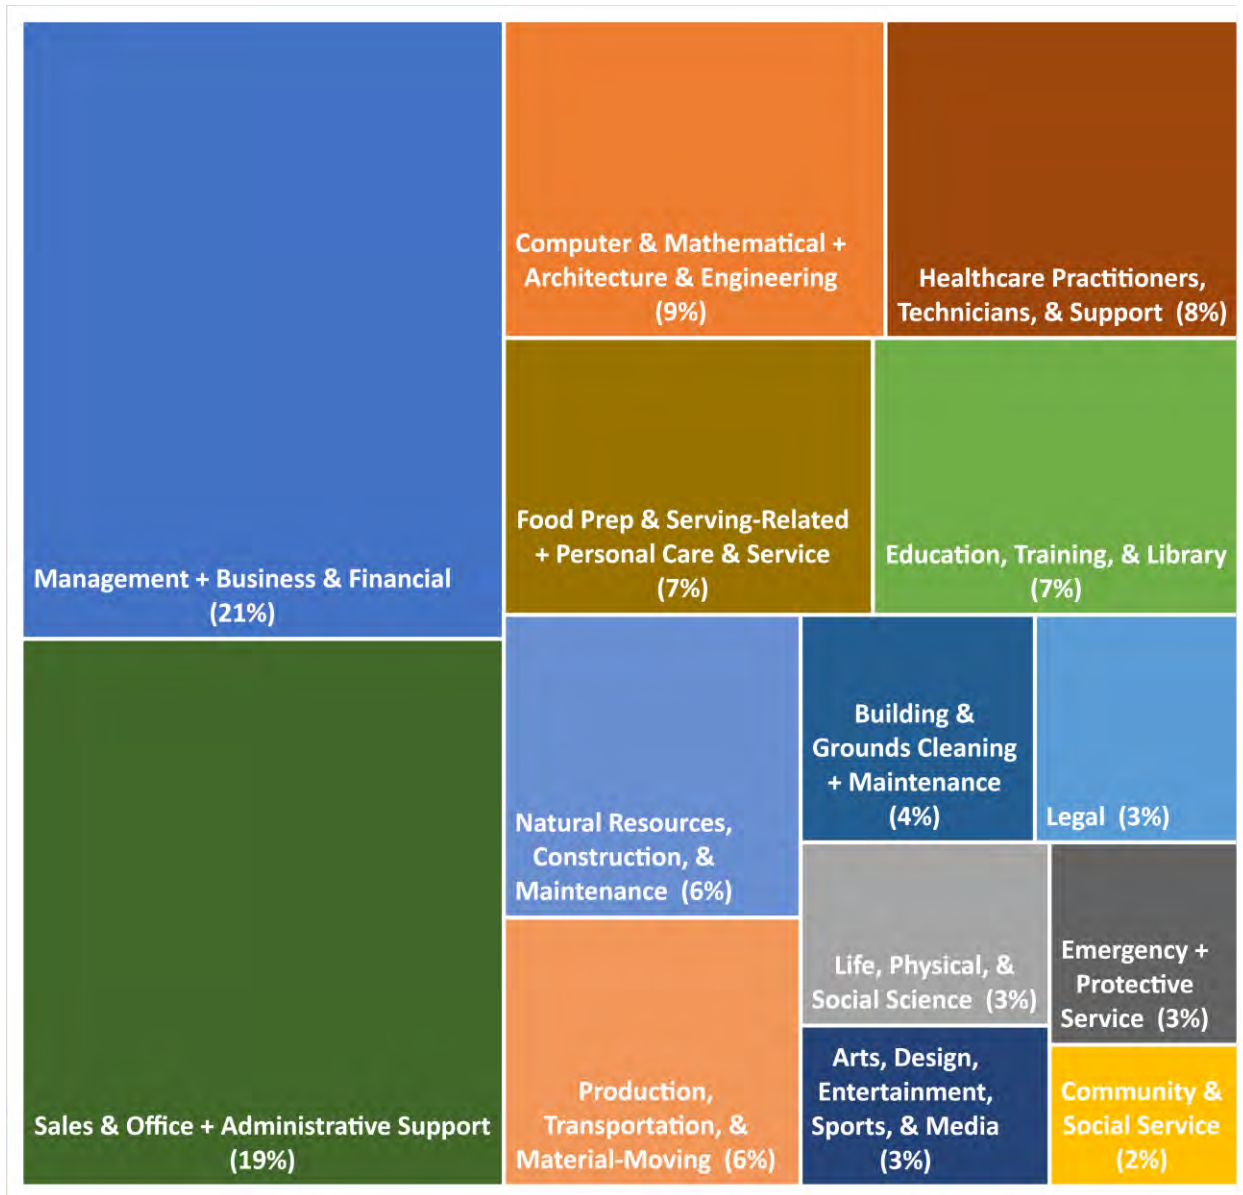 Management + Business & Financial
(21%)
Sales & Office + Administrative Support
(19%)
Computer & Mathematical +
Architecture & Engineering
(9%)
Healthcare Practitioners,
Technicians, & Support (8%)
Food Prep & Serving-Related
+ Personal Care & Service
(7%)
Education, Training, & Library
(7%)
Natural Resources,
Construction, &
Maintenance (6%)
Production,
Transportation, &
Material-Moving (6%)
Building &
Grounds Cleaning
+ Maintenance
(4%)
Legal (3%)
Life, Physical, &
Social Science (3%)
Emergency +
Protective
Service (3%)
Arts, Design,
Entertainment,
Sports, & Media
(3%)
Community &
Social Service
(2%)